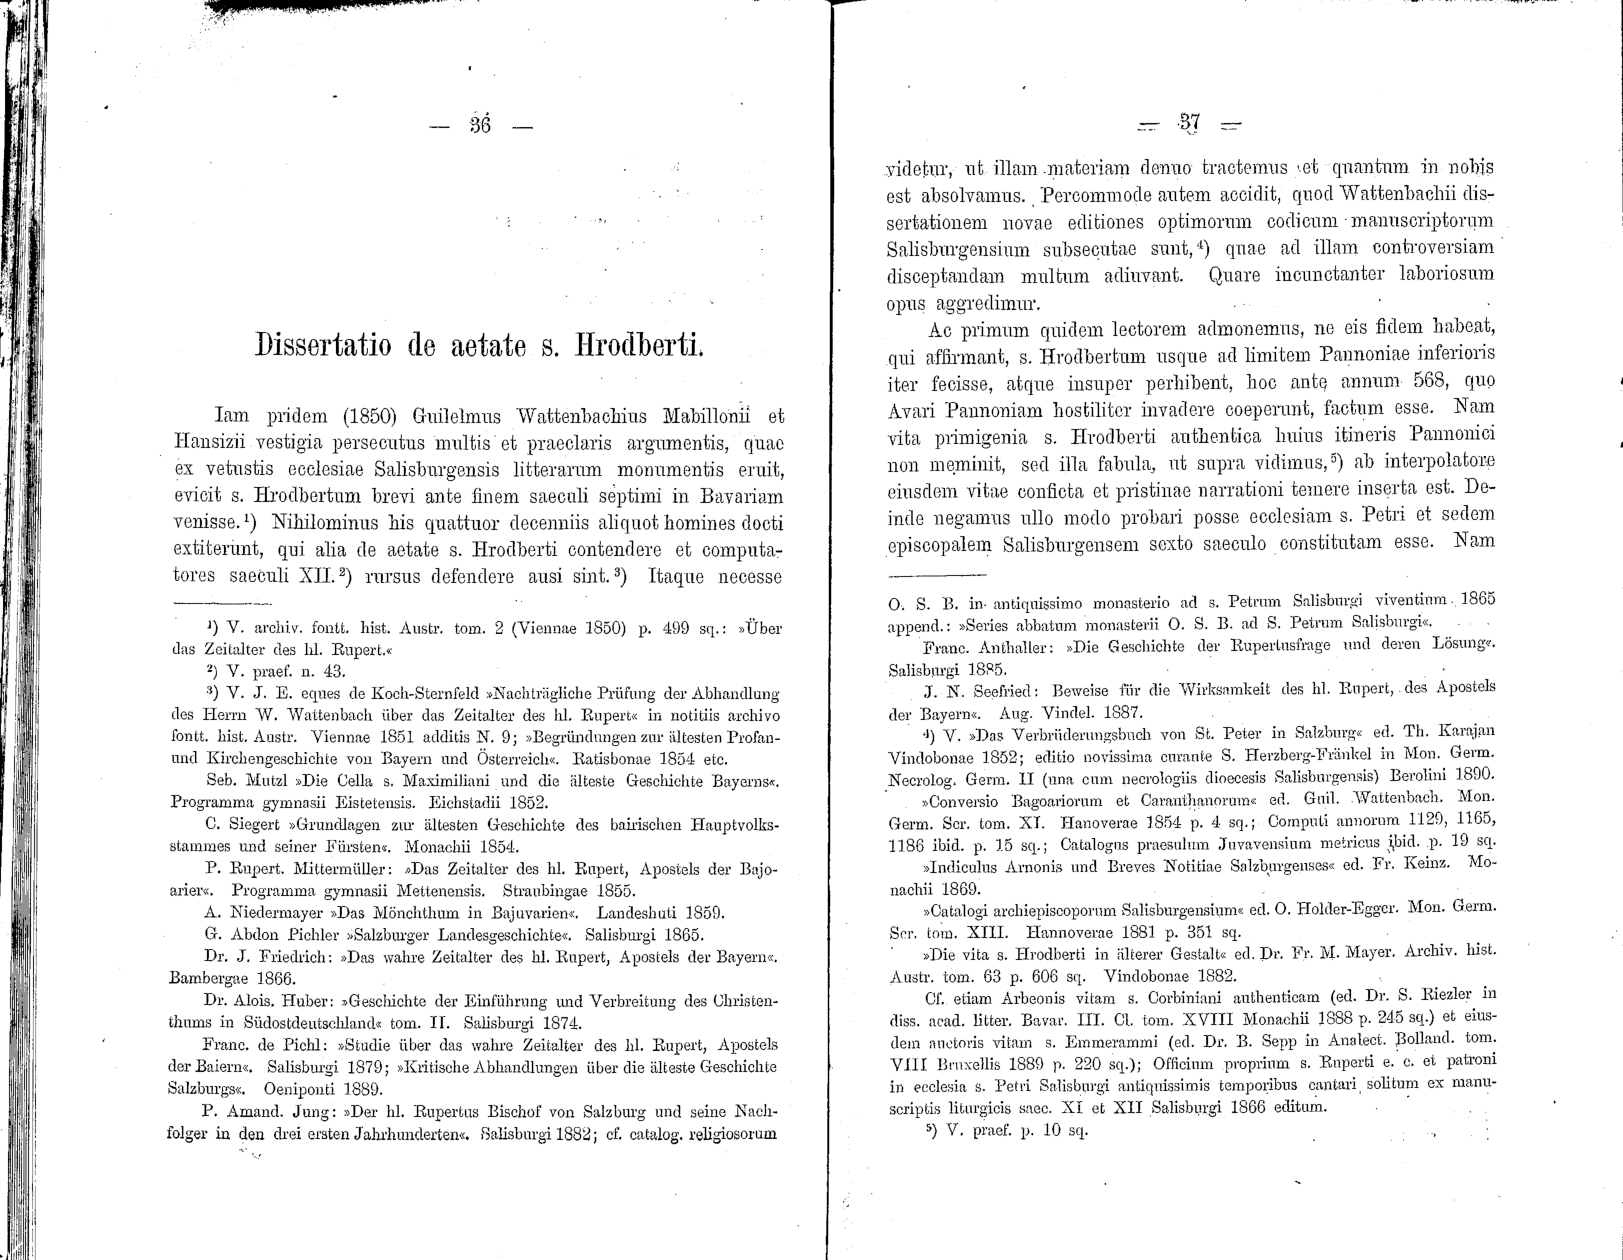 — 36 —
Dissertatio de aetate s. Hrodberti.
Iam pridem (1850) Guilelmus Wattenbachius Mabillonii et
Hansizii vestigia persecutus multis et praeclaris argumentis, quae
ex vetustis ecclesiae Salisburgensis litterarum monumentis eruit,
evicit s. Hrodbertum brevi ante finem saeculi septimi in Bavariam
venisse.¹) Nihilominus his quattuor decenniis aliquot homines docti
extiterunt, qui alia de aetate s. Hrodberti contendere et computa-
tores saeculi XII.²) rursus defendere ausi sint.³) Itaque necesse
¹) V. archiv. fontt. hist. Austr. tom. 2 (Viennae 1850) p. 499 sq.: »Über
das Zeitalter des hl. Rupert.«
²) V. praef. n. 43.
³) V. J. E. eques de Koch-Sternfeld »Nachträgliche Prüfung der Abhandlung
des Herrn W. Wattenbach über das Zeitalter des hl. Rupert« in notitiis archivo
fontt. hist. Austr. Viennae 1851 additis N. 9; »Begründungen zur ältesten Profan-
und Kirchengeschichte von Bayern und Österreich«. Ratisbonae 1854 etc.
Seb. Mutzl »Die Cella s. Maximiliani und die älteste Geschichte Bayerns«.
Programma gymnasii Eistetensis. Eichstadii 1852.
C. Siegert »Grundlagen zur ältesten Geschichte des bairischen Hauptvolks-
stammes und seiner Fürsten«. Monachii 1854.
P. Rupert. Mittermüller: »Das Zeitalter des hl. Rupert, Apostels der Bajo-
arier«. Programma gymnasii Mettenensis. Straubingae 1855.
A. Niedermayer »Das Mönchthum in Bajuvarien«. Landeshuti 1859.
G. Abdon Pichler »Salzburger Landesgeschichte«. Salisburgi 1865.
Dr. J. Friedrich: »Das wahre Zeitalter des hl. Rupert, Apostels der Bayern«.
Bambergae 1866.
Dr. Alois. Huber: »Geschichte der Einführung und Verbreitung des Christen-
thums in Südostdeutschland« tom. II. Salisburgi 1874.
Franc. de Pichl: »Studie über das wahre Zeitalter des hl. Rupert, Apostels
der Baiern«. Salisburgi 1879; »Kritische Abhandlungen über die älteste Geschichte
Salzburgs«. Oeniponti 1889.
P. Amand. Jung: »Der hl. Rupertus Bischof von Salzburg und seine Nach-
folger in den drei ersten Jahrhunderten«. Salisburgi 1882; cf. catalog. religiosorum
— 37 —
videtur, ut illam materiam denuo tractemus et quantum in nobis
est absolvamus. Percommode autem accidit, quod Wattenbachii dis-
sertationem novae editiones optimorum codicum manuscriptorum
Salisburgensium subsecutae sunt,⁴) quae ad illam controversiam
disceptandam multum adiuvant. Quare incunctanter laboriosum
opus aggredimur.
Ac primum quidem lectorem admonemus, ne eis fidem habeat,
qui affirmant, s. Hrodbertum usque ad limitem Pannoniae inferioris
iter fecisse, atque insuper perhibent, hoc ante annum 568, quo
Avari Pannoniam hostiliter invadere coeperunt, factum esse. Nam
vita primigenia s. Hrodberti authentica huius itineris Pannonici
non meminit, sed illa fabula, ut supra vidimus,⁵) ab interpolatore
eiusdem vitae conficta et pristinae narrationi temere inserta est. De-
inde negamus ullo modo probari posse ecclesiam s. Petri et sedem
episcopalem Salisburgensem sexto saeculo constitutam esse. Nam
O. S. B. in antiquissimo monasterio ad s. Petrum Salisburgi viventium 1865
append.: »Series abbatum monasterii O. S. B. ad S. Petrum Salisburgi«.
Franc. Anthaller: »Die Geschichte der Rupertusfrage und deren Lösung«.
Salisburgi 1885.
J. N. Seefried: Beweise für die Wirksamkeit des hl. Rupert, des Apostels
der Bayern«. Aug. Vindel. 1887.
⁴) V. »Das Verbrüderungsbuch von St. Peter in Salzburg« ed. Th. Karajan
Vindobonae 1852; editio novissima curante S. Herzberg-Fränkel in Mon. Germ.
Necrolog. Germ. II (una cum necrologiis dioecesis Salisburgensis) Berolini 1890.
»Conversio Bagoariorum et Caranthanorum« ed. Guil. Wattenbach. Mon.
Germ. Scr. tom. XI. Hanoverae 1854 p. 4 sq.; Computi annorum 1129, 1165,
1186 ibid. p. 15 sq.; Catalogus praesulum Juvavensium metricus ibid. p. 19 sq.
»Indiculus Arnonis und Breves Notitiae Salzburgenses« ed. Fr. Keinz. Mo-
nachii 1869.
»Catalogi archiepiscoporum Salisburgensium« ed. O. Holder-Egger. Mon. Germ.
Scr. tom. XIII. Hannoverae 1881 p. 351 sq.
»Die vita s. Hrodberti in älterer Gestalt« ed. Dr. Fr. M. Mayer. Archiv. hist.
Austr. tom. 63 p. 606 sq. Vindobonae 1882.
Cf. etiam Arbeonis vitam s. Corbiniani authenticam (ed. Dr. S. Riezler in
diss. acad. litter. Bavar. III. Cl. tom. XVIII Monachii 1888 p. 245 sq.) et eius-
dem auctoris vitam s. Emmerammi (ed. Dr. B. Sepp in Analect. Bolland. tom.
VIII Bruxellis 1889 p. 220 sq.); Officium proprium s. Ruperti e. c. et patroni
in ecclesia s. Petri Salisburgi antiquissimis temporibus cantari solitum ex manu-
scriptis liturgicis saec. XI et XII Salisburgi 1866 editum.
⁵) V. praef. p. 10 sq.